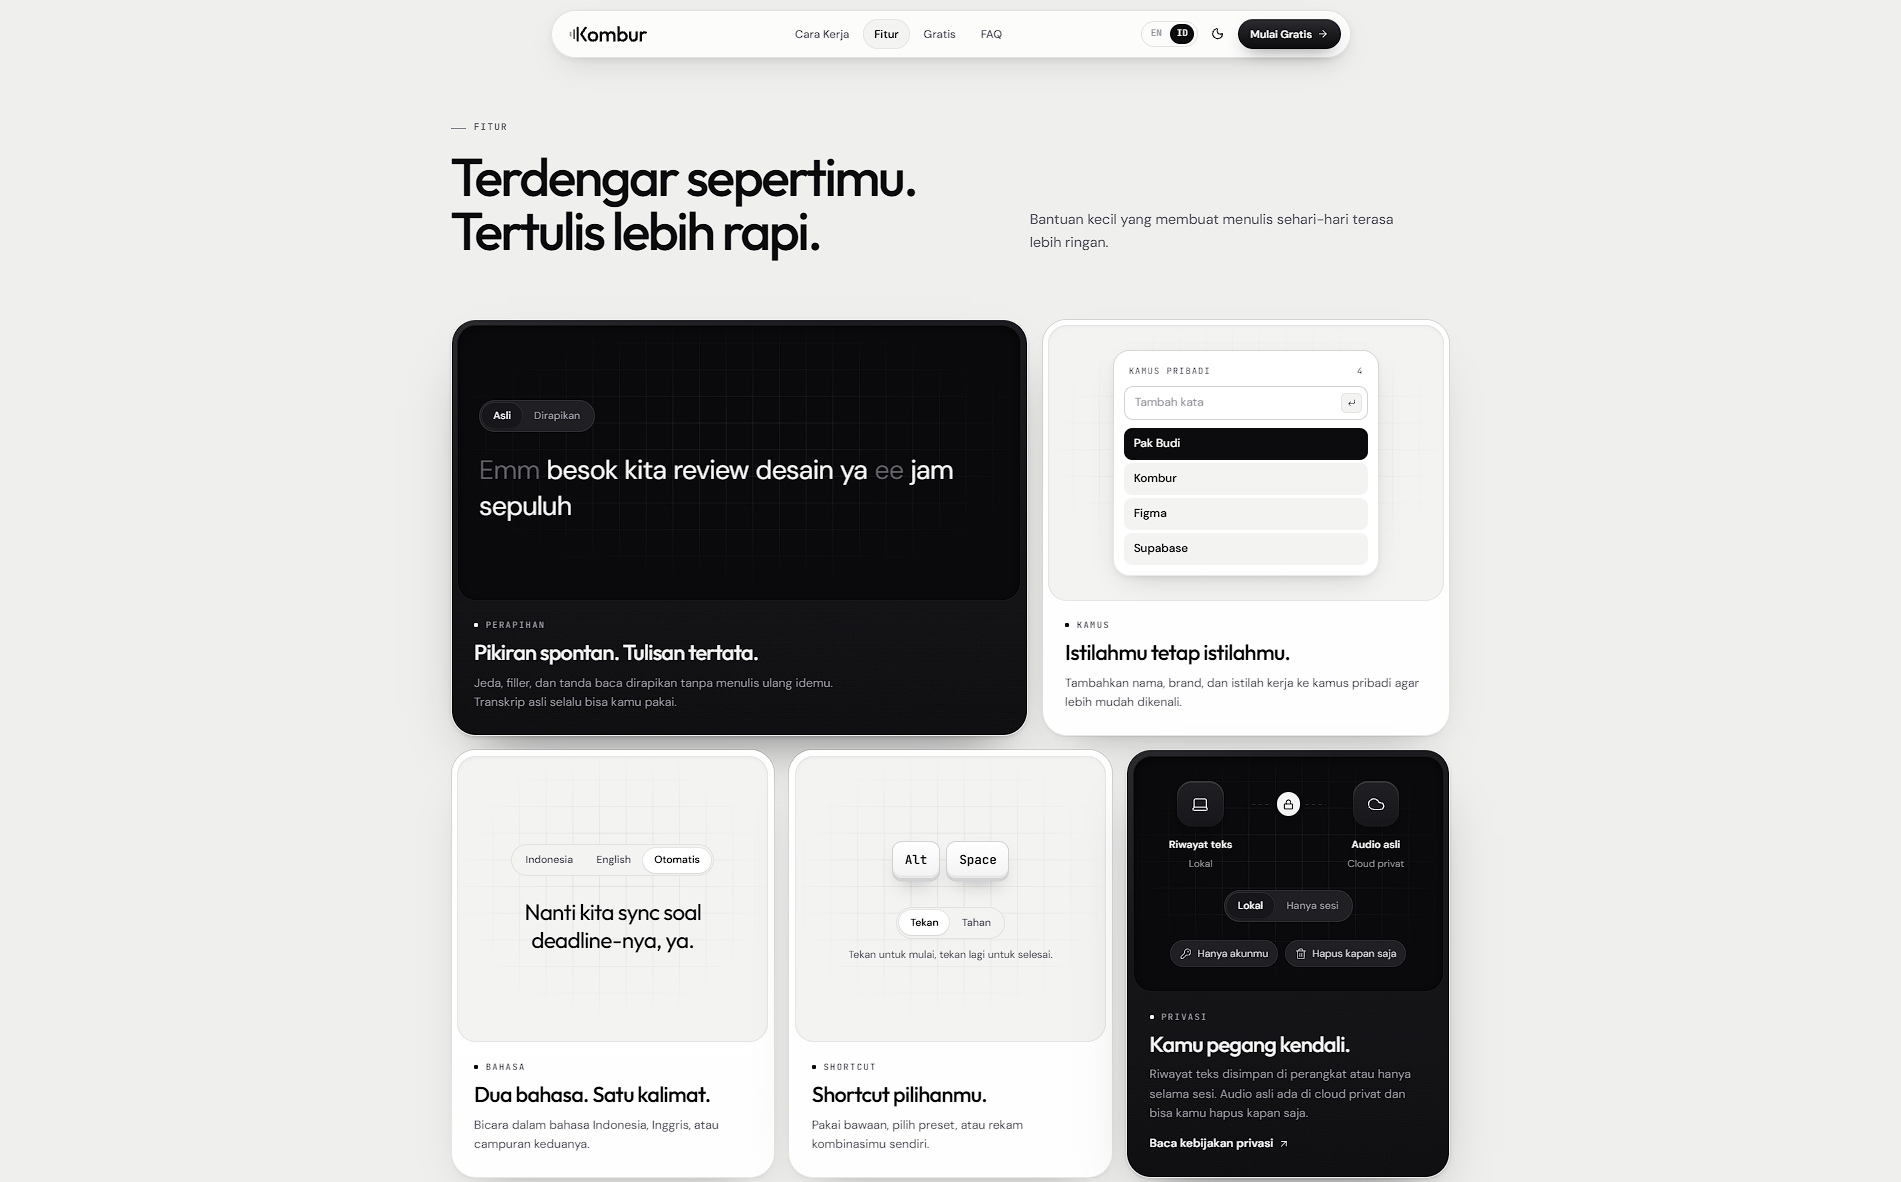 Kombur
Cara Kerja
Fitur
Gratis
FAQ
EN
ID
Mulai Gratis →
FITUR
Terdengar sepertimu.
Tertulis lebih rapi.
Bantuan kecil yang membuat menulis sehari-hari terasa
lebih ringan.
Asli
Dirapikan
Emm besok kita review desain ya ee jam
sepuluh
PERAPIHAN
Pikiran spontan. Tulisan tertata.
Jeda, filler, dan tanda baca dirapikan tanpa menulis ulang idemu.
Transkrip asli selalu bisa kamu pakai.
KAMUS PRIBADI
4
Tambah kata
Pak Budi
Kombur
Figma
Supabase
KAMUS
Istilahmu tetap istilahmu.
Tambahkan nama, brand, dan istilah kerja ke kamus pribadi agar
lebih mudah dikenali.
Indonesia
English
Otomatis
Nanti kita sync soal
deadline-nya, ya.
BAHASA
Dua bahasa. Satu kalimat.
Bicara dalam bahasa Indonesia, Inggris, atau
campuran keduanya.
Alt
Space
Tekan
Tahan
Tekan untuk mulai, tekan lagi untuk selesai.
SHORTCUT
Shortcut pilihanmu.
Pakai bawaan, pilih preset, atau rekam
kombinasimu sendiri.
Riwayat teks
Lokal
Audio asli
Cloud privat
Lokal
Hanya sesi
Hanya akunmu
Hapus kapan saja
PRIVASI
Kamu pegang kendali.
Riwayat teks disimpan di perangkat atau hanya
selama sesi. Audio asli ada di cloud privat dan
bisa kamu hapus kapan saja.
Baca kebijakan privasi ↗